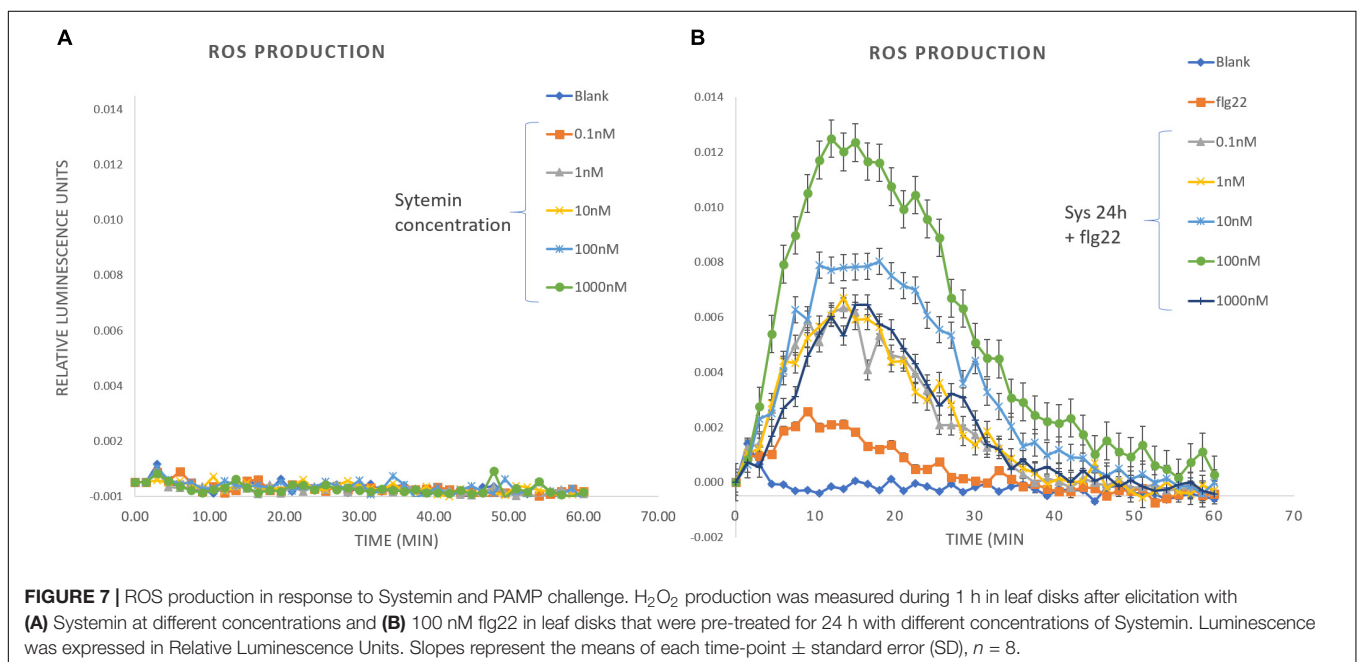 A
ROS PRODUCTION
RELATIVE LUMINESCENCE UNITS
0.014
0.012
0.010
0.008
0.006
0.004
0.002
-0.001
0.00
10.00
20.00
30.00
40.00
50.00
60.00
70.00
TIME (MIN)
Sytemin
concentration
Blank
0.1nM
1nM
10nM
100nM
1000nM
B
ROS PRODUCTION
0.014
0.012
0.010
0.008
0.006
0.004
0.002
0.000
-0.002
0
10
20
30
40
50
60
70
TIME (MIN
Sys 24h
+ flg22
Blank
flg22
0.1nM
1nM
10nM
100nM
1000nM
FIGURE 7 | ROS production in response to Systemin and PAMP challenge. H₂O₂ production was measured during 1 h in leaf disks after elicitation with
(A) Systemin at different concentrations and (B) 100 nM flg22 in leaf disks that were pre-treated for 24 h with different concentrations of Systemin. Luminescence
was expressed in Relative Luminescence Units. Slopes represent the means of each time-point ± standard error (SD), n = 8.